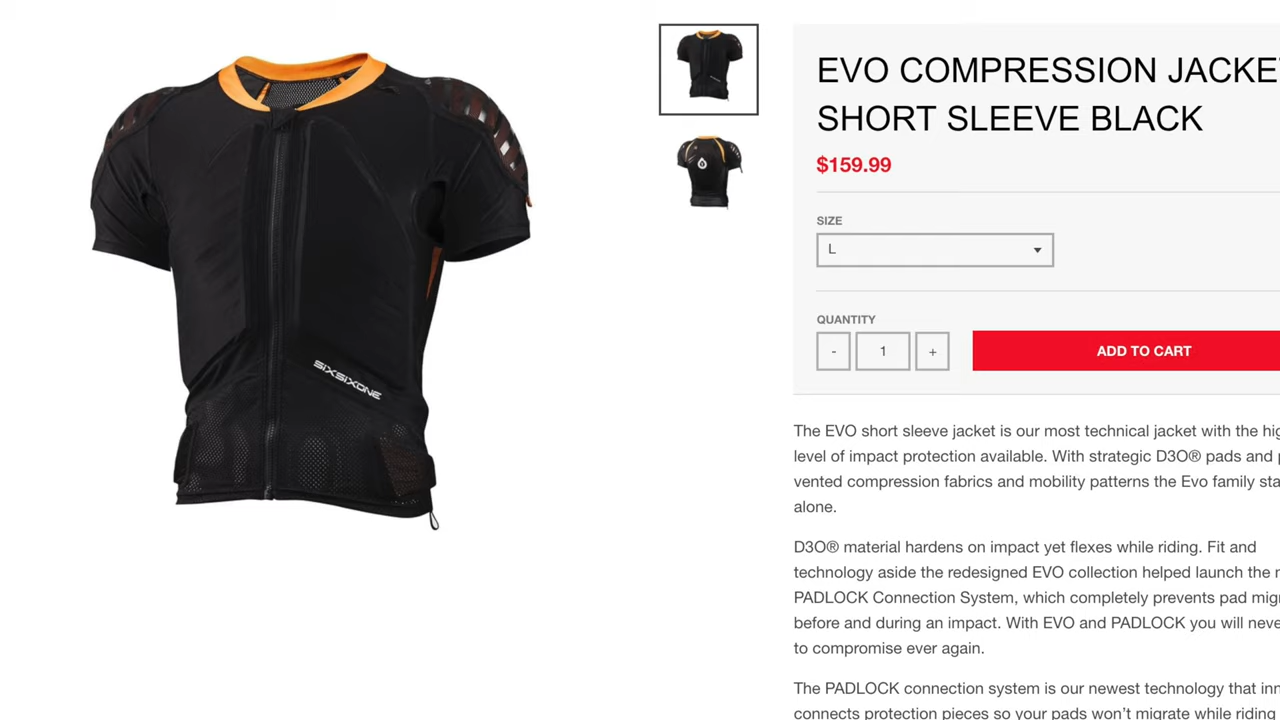 SIXSIXONE
EVO COMPRESSION JACKE
SHORT SLEEVE BLACK
$159.99
SIZE
L
QUANTITY
- 1 + ADD TO CART
The EVO short sleeve jacket is our most technical jacket with the hig
level of impact protection available. With strategic D3O® pads and p
vented compression fabrics and mobility patterns the Evo family sta
alone.
D3O® material hardens on impact yet flexes while riding. Fit and
technology aside the redesigned EVO collection helped launch the n
PADLOCK Connection System, which completely prevents pad migr
before and during an impact. With EVO and PADLOCK you will neve
to compromise ever again.
The PADLOCK connection system is our newest technology that inn
connects protection pieces so your pads won't migrate while riding